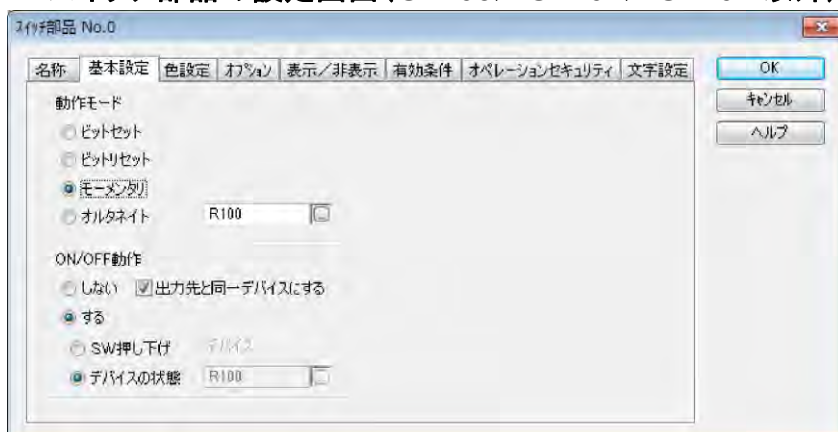 スイッチ部品 No.0
名称 基本設定 色設定 オプション 表示／非表示 有効条件 オペレーションセキュリティ 文字設定
OK
キャンセル
ヘルプ
動作モード
ビットセット
ビットリセット
モーメンタリ
オルタネイト R100
ON/OFF動作
しない 出力先と同一デバイスにする
する
SW押し下げ デバイス
デバイスの状態 R100